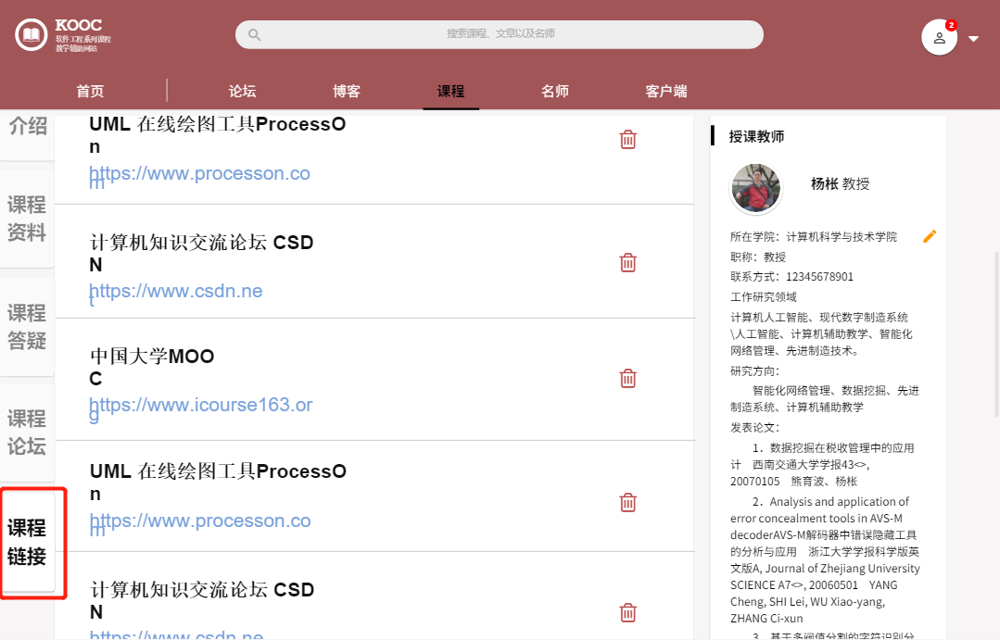 KOOC
软件工程系列课程
教学辅助网站
搜索课程、文章以及名师
2
首页
论坛
博客
课程
名师
客户端
介绍
课程
资料
课程
答疑
课程
论坛
课程
链接
UML 在线绘图工具ProcessO
n
https://www.processon.co
m
计算机知识交流论坛 CSD
N
https://www.csdn.ne
t
中国大学MOO
C
https://www.icourse163.or
g
UML 在线绘图工具ProcessO
n
https://www.processon.co
m
计算机知识交流论坛 CSD
N
https://www.csdn.ne
授课教师
杨枨 教授
所在学院：计算机科学与技术学院
职称：教授
联系方式：12345678901
工作研究领域
计算机人工智能、现代数字制造系统
\人工智能、计算机辅助教学、智能化
网络管理、先进制造技术。
研究方向：
智能化网络管理、数据挖掘、先进
制造系统、计算机辅助教学
发表论文：
1．数据挖掘在税收管理中的应用
计　西南交通大学学报43<>,
20070105　熊育波、杨枨
2．Analysis and application of
error concealment tools in AVS-M
decoderAVS-M解码器中错误隐藏工具
的分析与应用　浙江大学学报科学版英
文版A, Journal of Zhejiang University
SCIENCE A7<>, 20060501　YANG
Cheng, SHI Lei, WU Xiao-yang,
ZHANG Ci-xun
3．基于多阈值分割的字符识别分